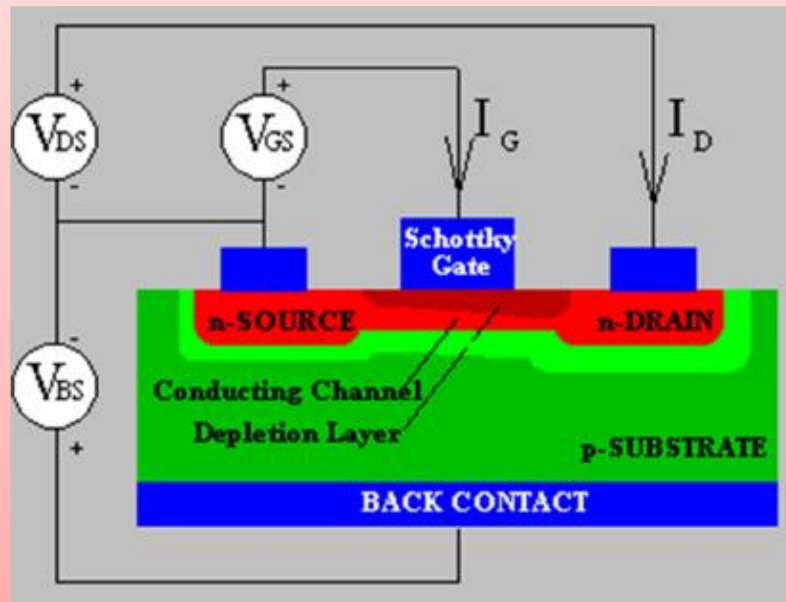 +
+
VDS
VGS
IG
ID
-
-
Schottky
Gate
n-SOURCE
n-DRAIN
-
VBS
Conducting Channel
+
Depletion Layer
p-SUBSTRATE
BACK CONTACT